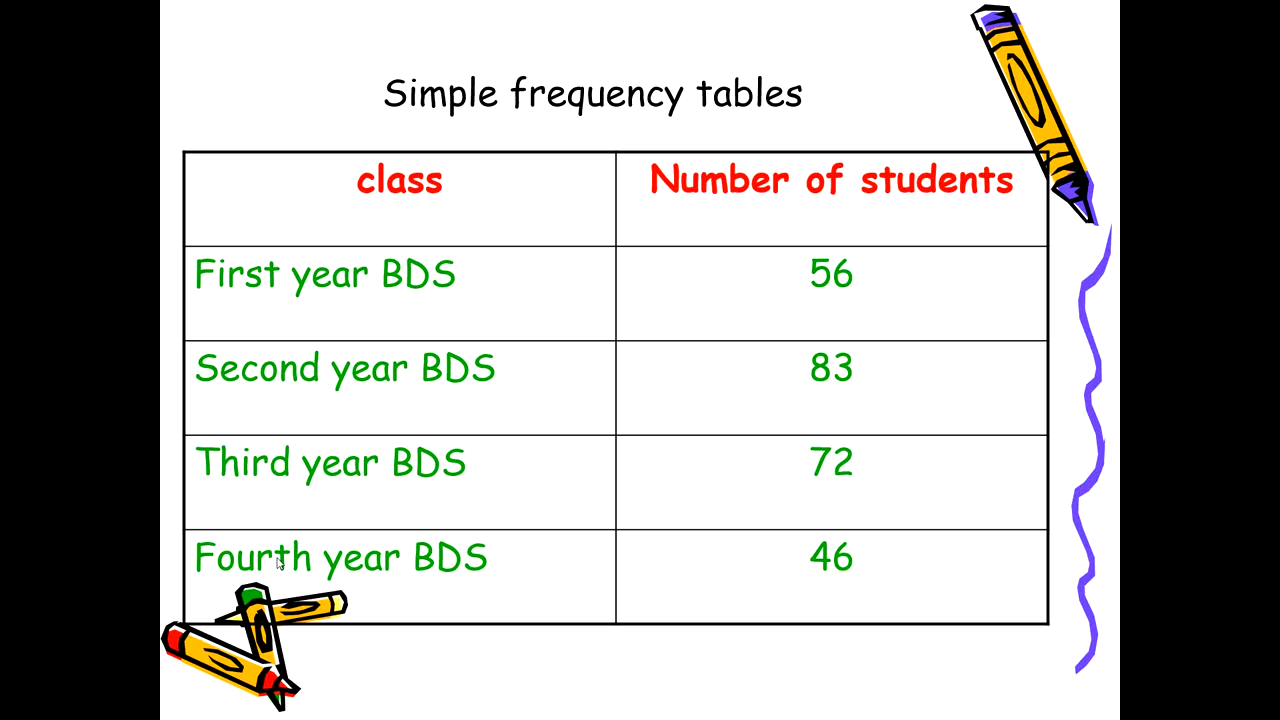 Simple frequency tables
class Number of students
First year BDS 56
Second year BDS 83
Third year BDS 72
Fourth year BDS 46